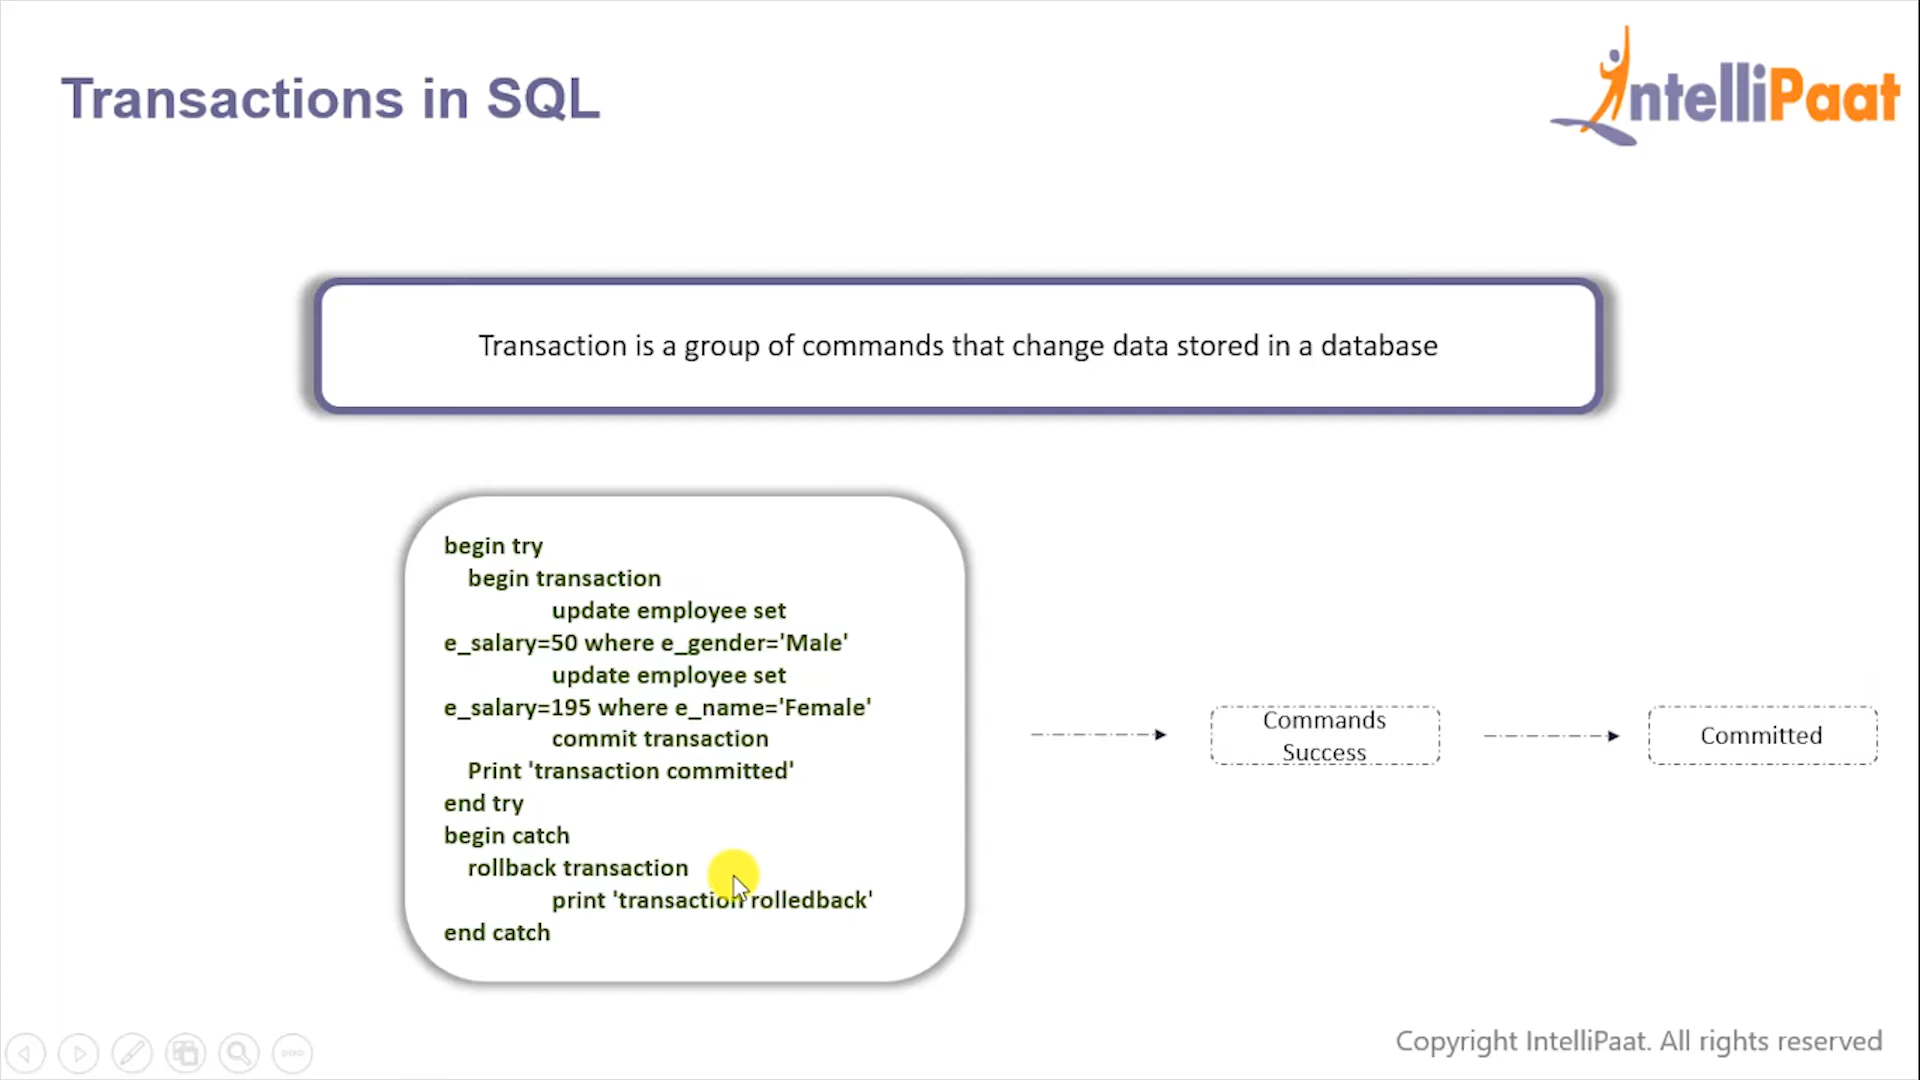 Transactions in SQL
IntelliPaat
Transaction is a group of commands that change data stored in a database
begin try
begin transaction
update employee set
e_salary=50 where e_gender='Male'
update employee set
e_salary=195 where e_name='Female'
commit transaction
Print 'transaction committed'
end try
begin catch
rollback transaction
print 'transaction rolledback'
end catch
Commands
Success
Committed
Copyright IntelliPaat. All rights reserved